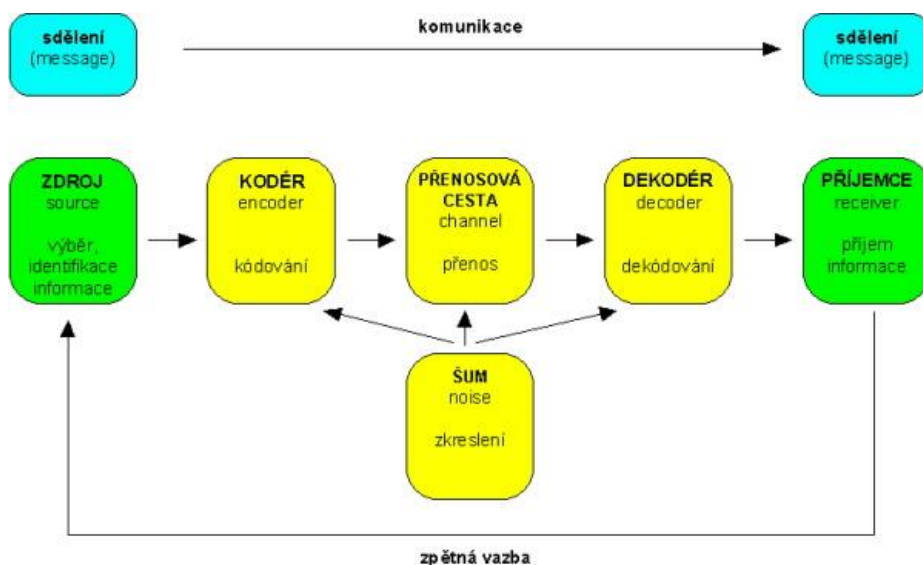 sdělení
(message)
komunikace
sdělení
(message)
ZDROJ
source
výběr,
identifikace
informace
KODÉR
encoder
kódování
PŘENOSOVÁ
CESTA
channel
přenos
DEKODÉR
decoder
dekódování
PŘÍJEMCE
receiver
příjem
informace
ŠUM
noise
zkreslení
zpětná vazba